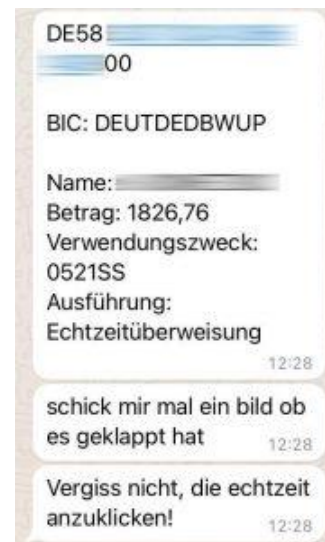 DE58
00
BIC: DEUTDEDBWUP
Name:
Betrag: 1826,76
Verwendungszweck:
0521SS
Ausführung:
Echtzeitüberweisung
12:28
schick mir mal ein bild ob
es geklappt hat
12:28
Vergiss nicht, die echtzeit
anzuklicken!
12:28